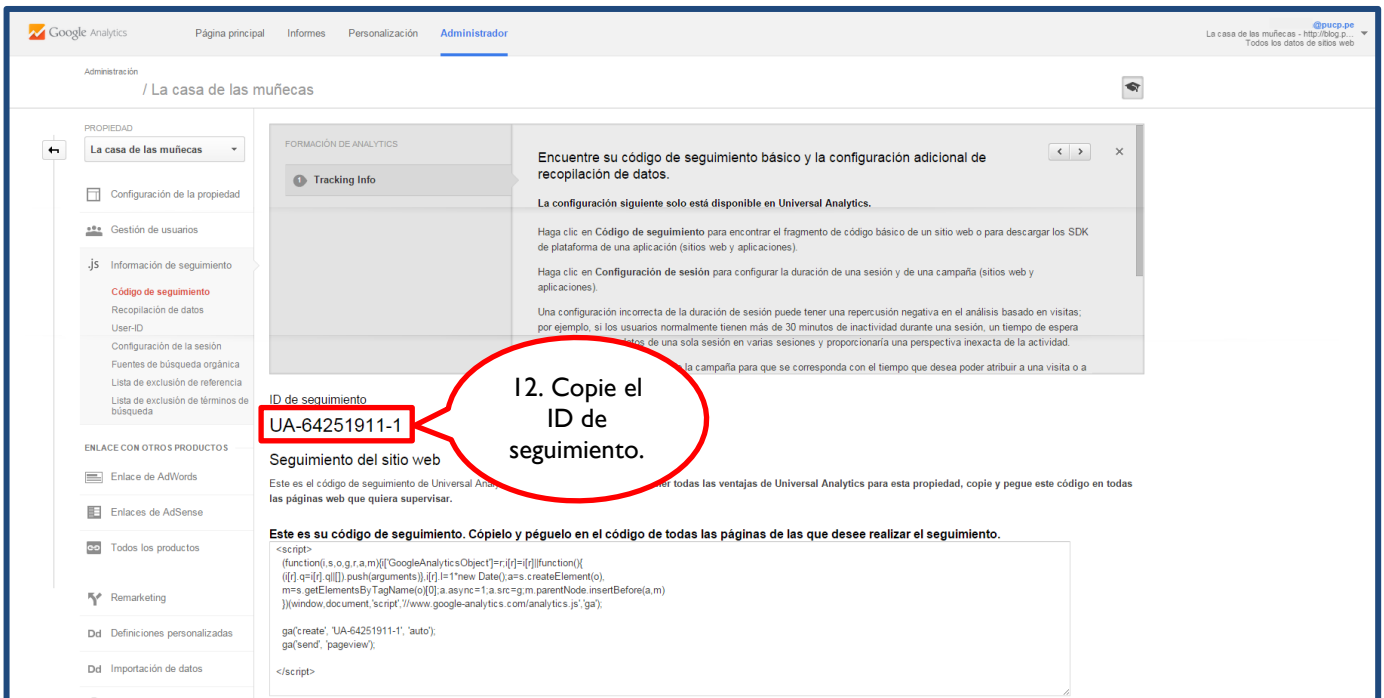 Google Analytics
Página principal
Informes
Personalización
Administrador
@pucp.pe
La casa de las muñecas - http://blog.p...
Todos los datos de sitios web
Administración
/ La casa de las muñecas
PROPIEDAD
La casa de las muñecas
Configuración de la propiedad
Gestión de usuarios
.js Información de seguimiento
Código de seguimiento
Recopilación de datos
User-ID
Configuración de la sesión
Fuentes de búsqueda orgánica
Lista de exclusión de referencia
Lista de exclusión de términos de
búsqueda
ENLACE CON OTROS PRODUCTOS
Enlace de AdWords
Enlaces de AdSense
Todos los productos
Remarketing
Dd Definiciones personalizadas
Dd Importación de datos
FORMACIÓN DE ANALYTICS
1 Tracking Info
Encuentre su código de seguimiento básico y la configuración adicional de
recopilación de datos.
La configuración siguiente solo está disponible en Universal Analytics.
Haga clic en Código de seguimiento para encontrar el fragmento de código básico de un sitio web o para descargar los SDK
de plataforma de una aplicación (sitios web y aplicaciones).
Haga clic en Configuración de sesión para configurar la duración de una sesión y de una campaña (sitios web y
aplicaciones).
Una configuración incorrecta de la duración de sesión puede tener una repercusión negativa en el análisis basado en visitas;
por ejemplo, si los usuarios normalmente tienen más de 30 minutos de inactividad durante una sesión, un tiempo de espera
de una sola sesión en varias sesiones y proporcionaría una perspectiva inexacta de la actividad.
la campaña para que se corresponda con el tiempo que desea poder atribuir a una visita o a
12. Copie el
ID de
seguimiento.
ID de seguimiento
UA-64251911-1
Seguimiento del sitio web
Este es el código de seguimiento de Universal todas las ventajas de Universal Analytics para esta propiedad, copie y pegue este código en todas
las páginas web que quiera supervisar.
Este es su código de seguimiento. Cópielo y péguelo en el código de todas las páginas de las que desee realizar el seguimiento.
<script>
(function(i,s,o,g,r,a,m){i['GoogleAnalyticsObject']=r;i[r]=i[r]||function(){
(i[r].q=i[r].q||[]).push(arguments)},i[r].l=1*new Date();a=s.createElement(o),
m=s.getElementsByTagName(o)[0];a.async=1;a.src=g;m.parentNode.insertBefore(a,m)
})(window,document,'script','//www.google-analytics.com/analytics.js','ga');
ga('create', 'UA-64251911-1', 'auto');
ga('send', 'pageview');
</script>